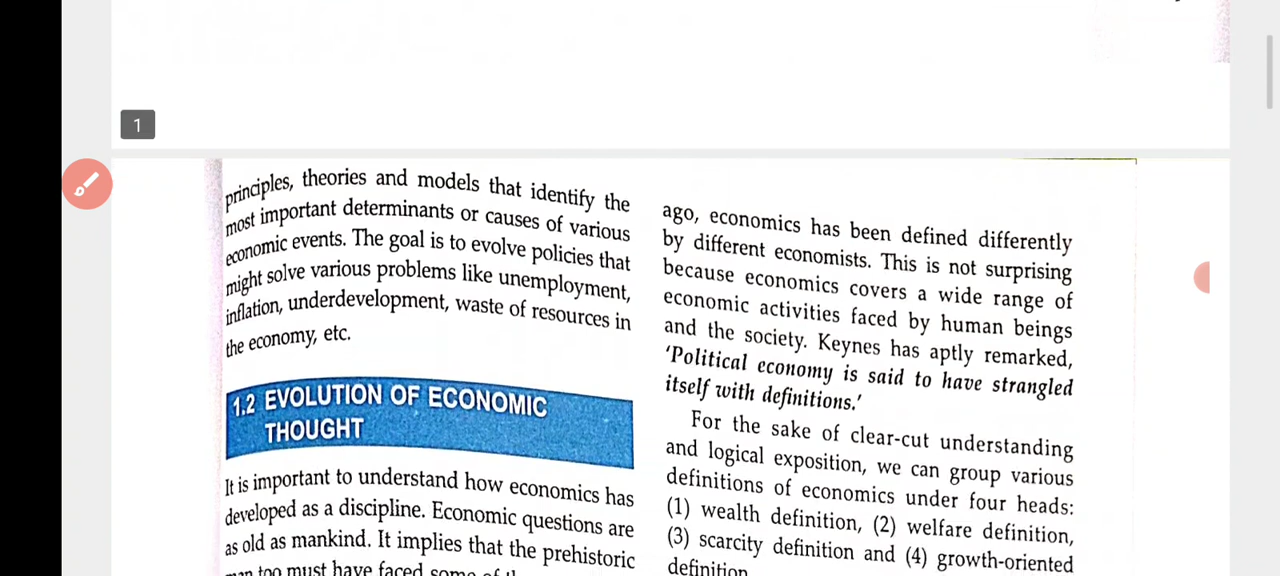 1
principles, theories and models that identify the
most important determinants or causes of various
economic events. The goal is to evolve policies that
might solve various problems like unemployment,
inflation, underdevelopment, waste of resources in
the economy, etc.
1.2 EVOLUTION OF ECONOMIC
THOUGHT
It is important to understand how economics has
developed as a discipline. Economic questions are
as old as mankind. It implies that the prehistoric
man too must have faced some of
ago, economics has been defined differently
by different economists. This is not surprising
because economics covers a wide range of
economic activities faced by human beings
and the society. Keynes has aptly remarked,
‘Political economy is said to have strangled
itself with definitions.’
For the sake of clear-cut understanding
and logical exposition, we can group various
definitions of economics under four heads:
(1) wealth definition, (2) welfare definition,
(3) scarcity definition and (4) growth-oriented
definition